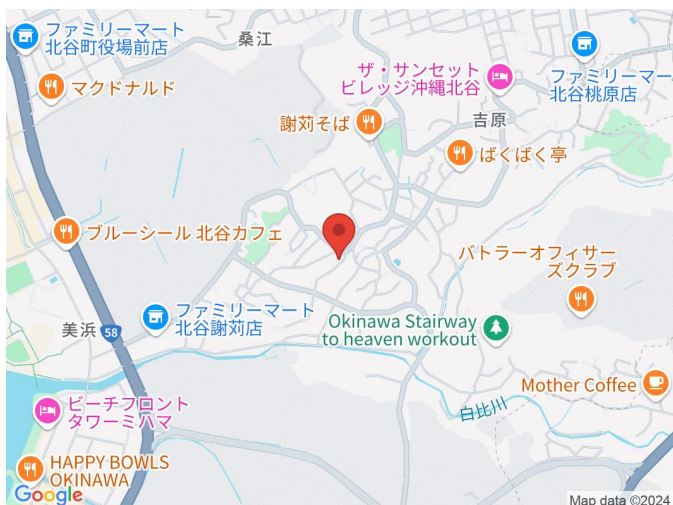 ファミリーマート
北谷町役場前店
桑江
マクドナルド
ザ・サンセット
ビレッジ沖縄北谷
ファミリーマー
北谷桃原店
謝苅そば
吉原
ばくばく亭
ブルーシール 北谷カフェ
バトラーオフィサー
ズクラブ
ファミリーマート
北谷謝苅店
美浜
58
Okinawa Stairway
to heaven workout
Mother Coffee
白比川
ビーチフロント
タワーミハマ
HAPPY BOWLS
OKINAWA
Google
Map data ©2024